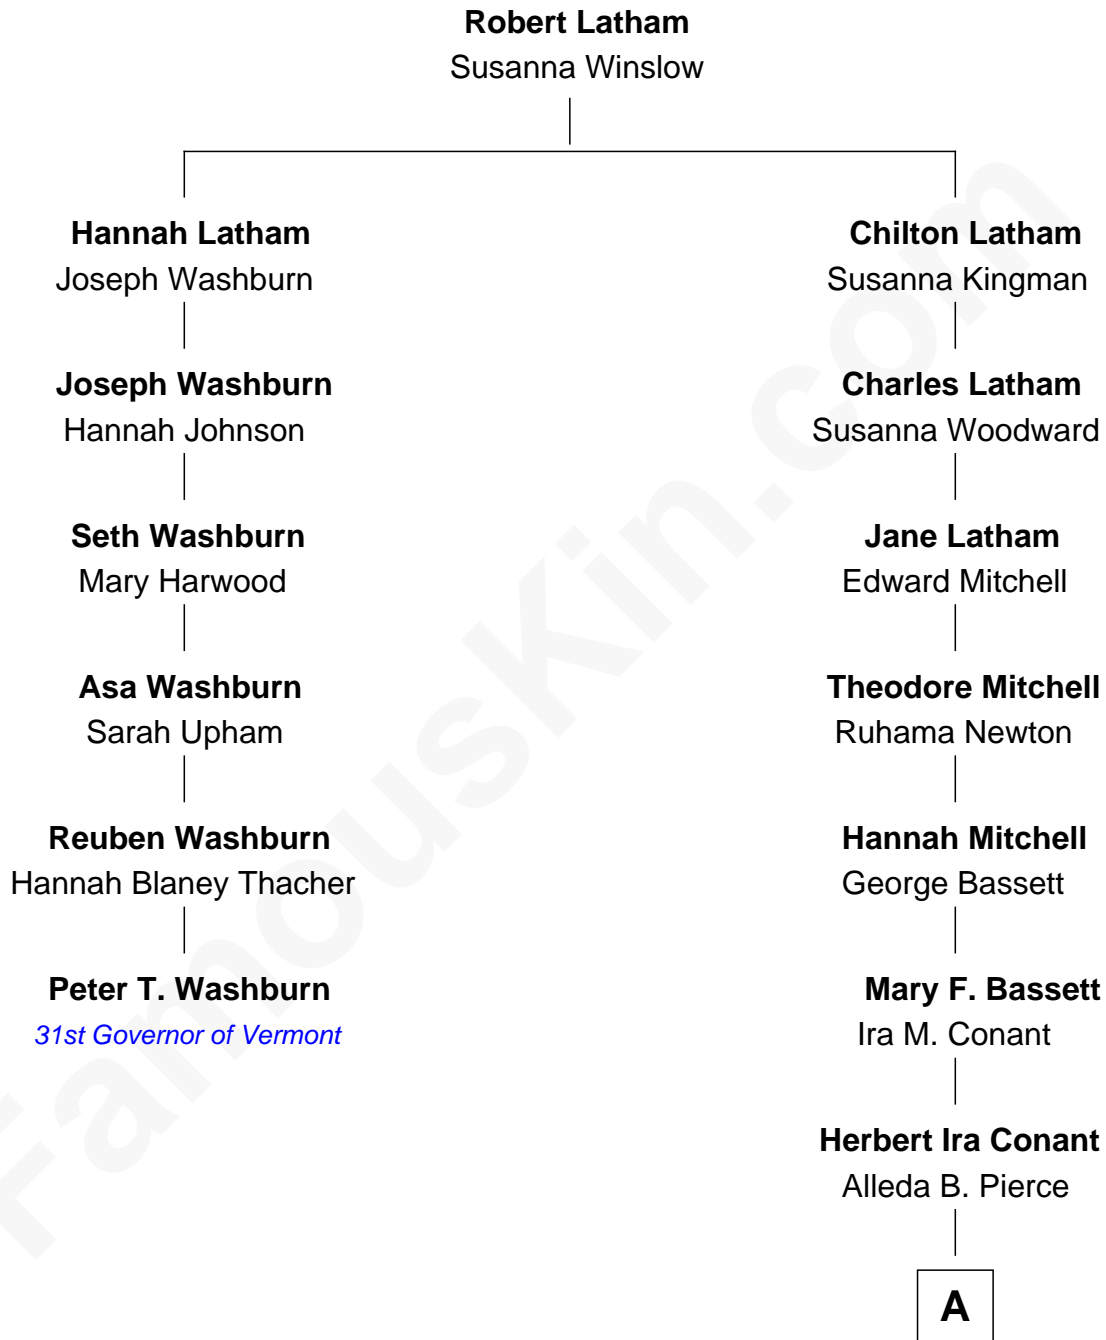 Robert Latham
Susanna Winslow
Hannah Latham
Joseph Washburn
Chilton Latham
Susanna Kingman
Joseph Washburn
Hannah Johnson
Charles Latham
Susanna Woodward
Seth Washburn
Mary Harwood
Jane Latham
Edward Mitchell
Asa Washburn
Sarah Upham
Theodore Mitchell
Ruhama Newton
Reuben Washburn
Hannah Blaney Thacher
Hannah Mitchell
George Bassett
Peter T. Washburn
31st Governor of Vermont
Mary F. Bassett
Ira M. Conant
Herbert Ira Conant
Alleda B. Pierce
A
FamousKin.com